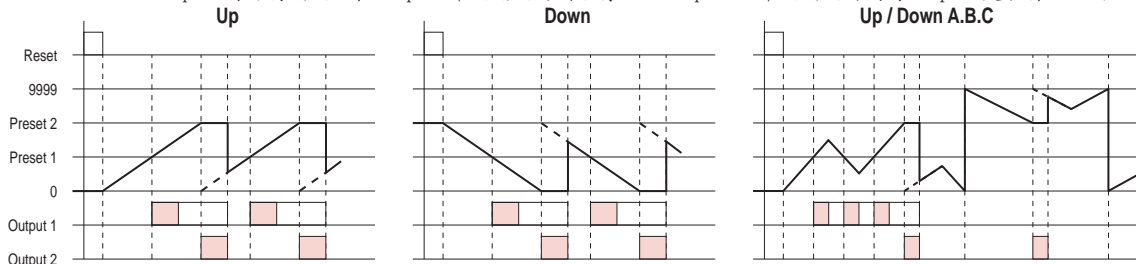 Up
Down
Up / Down A.B.C
Reset
9999
Preset 2
Preset 1
0
Output 1
Output 2